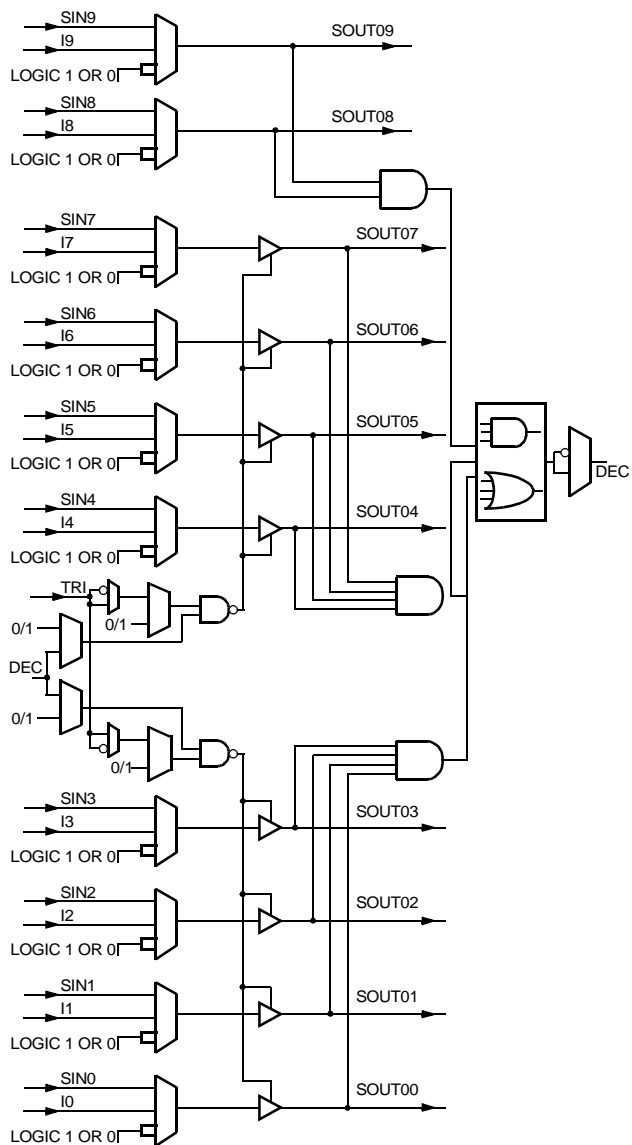 SIN9
SOUT09
I9
LOGIC 1 OR 0
SIN8
SOUT08
I8
LOGIC 1 OR 0
SIN7
SOUT07
I7
LOGIC 1 OR 0
SIN6
SOUT06
I6
LOGIC 1 OR 0
SIN5
SOUT05
I5
LOGIC 1 OR 0
DEC
SIN4
SOUT04
I4
LOGIC 1 OR 0
TRI
0/1
0/1
DEC
0/1
0/1
SIN3
SOUT03
I3
LOGIC 1 OR 0
SIN2
SOUT02
I2
LOGIC 1 OR 0
SIN1
SOUT01
I1
LOGIC 1 OR 0
SIN0
SOUT00
I0
LOGIC 1 OR 0